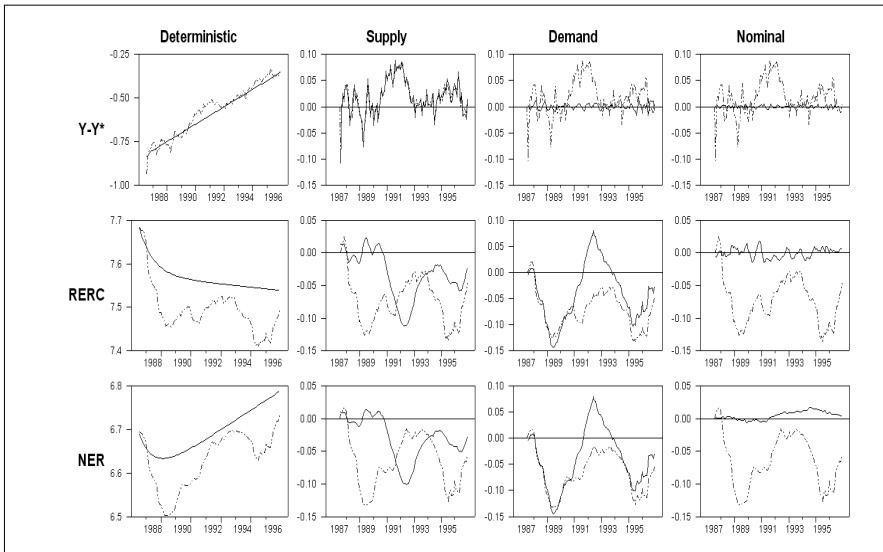 Deterministic Supply Demand Nominal
-0.25 0.10 0.10 0.10
0.05 0.05 0.05
-0.50 0.00 0.00 0.00
Y-Y*
-0.75 -0.05 -0.05 -0.05
-0.10 -0.10 -0.10
-1.00 -0.15 -0.15 -0.15
1988 1990 1992 1994 1996 1987 1989 1991 1993 1995 1987 1989 1991 1993 1995 1987 1989 1991 1993 1995
7.7 0.05 0.10 0.05
0.05
7.6 0.00 0.00 0.00
RERC
-0.05 -0.05 -0.05
7.5
-0.10 -0.10 -0.10
7.4 -0.15 -0.15 -0.15
1988 1990 1992 1994 1996 1987 1989 1991 1993 1995 1987 1989 1991 1993 1995 1987 1989 1991 1993 1995
6.8 0.05 0.10 0.05
0.05
6.7 0.00 0.00 0.00
NER
-0.05 -0.05 -0.05
6.6
-0.10 -0.10 -0.10
6.5 -0.15 -0.15 -0.15
1988 1990 1992 1994 1996 1987 1989 1991 1993 1995 1987 1989 1991 1993 1995 1987 1989 1991 1993 1995